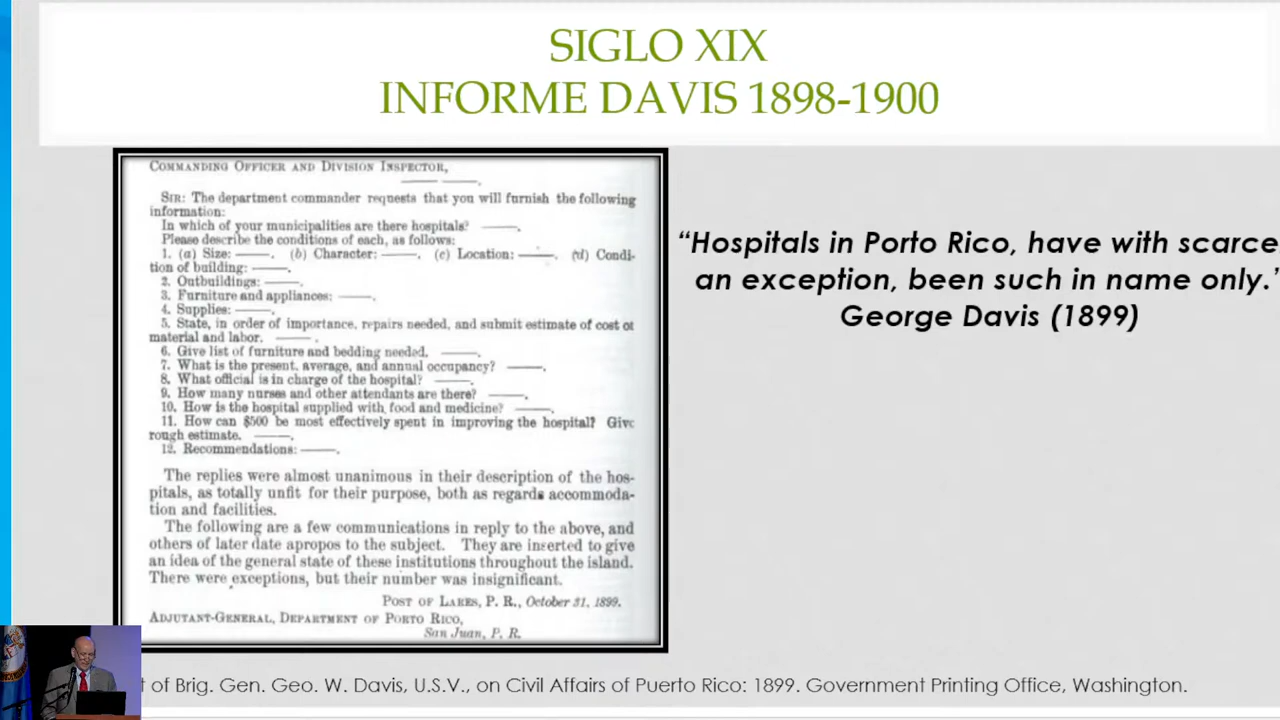 SIGLO XIX
INFORME DAVIS 1898-1900
COMMANDING OFFICER AND DIVISION INSPECTOR,
SIR: The department commander requests that you will furnish the following
information:
In which of your municipalities are there hospitals? ——.
Please describe the conditions of each, as follows:
1. (a) Size: ——. (b) Character: ——. (c) Location: ——. (d) Condi-
tion of building: ——.
2. Outbuildings: ——.
3. Furniture and appliances: ——.
4. Supplies: ——.
5. State, in order of importance, repairs needed, and submit estimate of cost of
material and labor. ——.
6. Give list of furniture and bedding needed. ——.
7. What is the present, average, and annual occupancy? ——.
8. What official is in charge of the hospital? ——.
9. How many nurses and other attendants are there? ——.
10. How is the hospital supplied with food and medicine? ——.
11. How can $500 be most effectively spent in improving the hospital? Give
rough estimate. ——.
12. Recommendations: ——.
The replies were almost unanimous in their description of the hos-
pitals, as totally unfit for their purpose, both as regards accommoda-
tion and facilities.
The following are a few communications in reply to the above, and
others of later date apropos to the subject. They are inserted to give
an idea of the general state of these institutions throughout the island.
There were exceptions, but their number was insignificant.
POST OF LARES, P. R., October 31, 1899.
ADJUTANT-GENERAL, DEPARTMENT OF PORTO RICO,
San Juan, P. R.
“Hospitals in Porto Rico, have with scarce
an exception, been such in name only.”
George Davis (1899)
of Brig. Gen. Geo. W. Davis, U.S.V., on Civil Affairs of Puerto Rico: 1899. Government Printing Office, Washington.